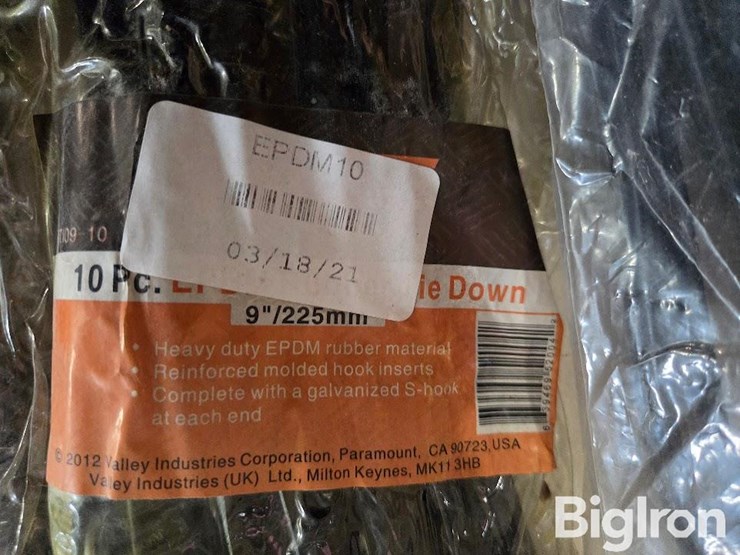 EPDM10
03/18/21
09-10
10 Pc.
ie Down
9"/225mm
• Heavy duty EPDM rubber material
• Reinforced molded hook inserts
• Complete with a galvanized S-hook
at each end
© 2012 Valley Industries Corporation, Paramount, CA 90723, USA
Valley Industries (UK) Ltd., Milton Keynes, MK11 3HB
BigIron